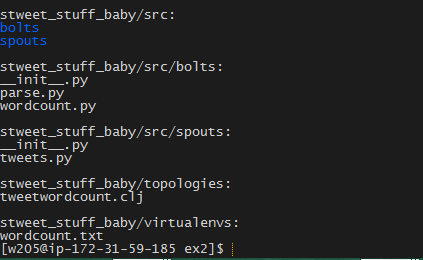 stweet_stuff_baby/src:
bolts
spouts
stweet_stuff_baby/src/bolts:
__init__.py
parse.py
wordcount.py
stweet_stuff_baby/src/spouts:
__init__.py
tweets.py
stweet_stuff_baby/topologies:
tweetwordcount.clj
stweet_stuff_baby/virtualenvs:
wordcount.txt
[w205@ip-172-31-59-185 ex2]$